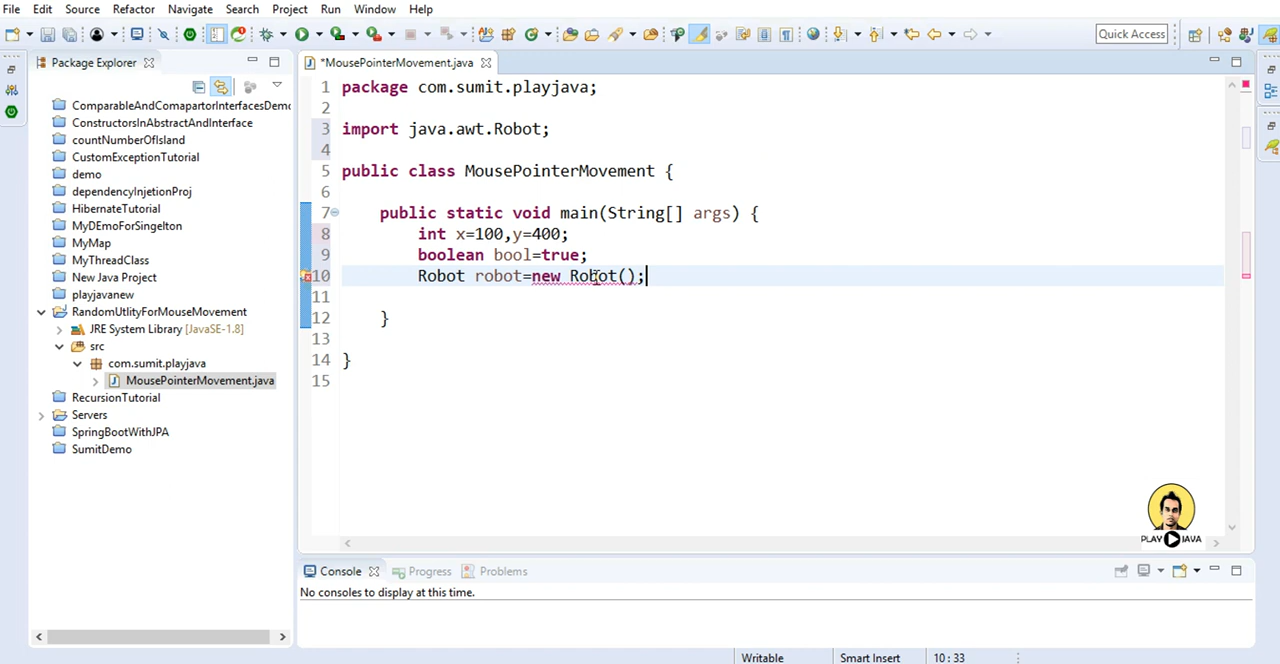 File Edit Source Refactor Navigate Search Project Run Window Help
Quick Access
Package Explorer
*MousePointerMovement.java
ComparableAndComapartorInterfacesDemo
ConstructorsInAbstractAndInterface
countNumberOfIsland
CustomExceptionTutorial
demo
dependencyInjetionProj
HibernateTutorial
MyDEmoForSingelton
MyMap
MyThreadClass
New Java Project
playjavanew
RandomUtlityForMouseMovement
JRE System Library [JavaSE-1.8]
src
com.sumit.playjava
MousePointerMovement.java
RecursionTutorial
Servers
SpringBootWithJPA
SumitDemo
1 package com.sumit.playjava;
2
3 import java.awt.Robot;
4
5 public class MousePointerMovement {
6
7 public static void main(String[] args) {
8 int x=100,y=400;
9 boolean bool=true;
10 Robot robot=new Robot();
11
12 }
13
14 }
15
PLAY JAVA
Console Progress Problems
No consoles to display at this time.
Writable Smart Insert 10 : 33